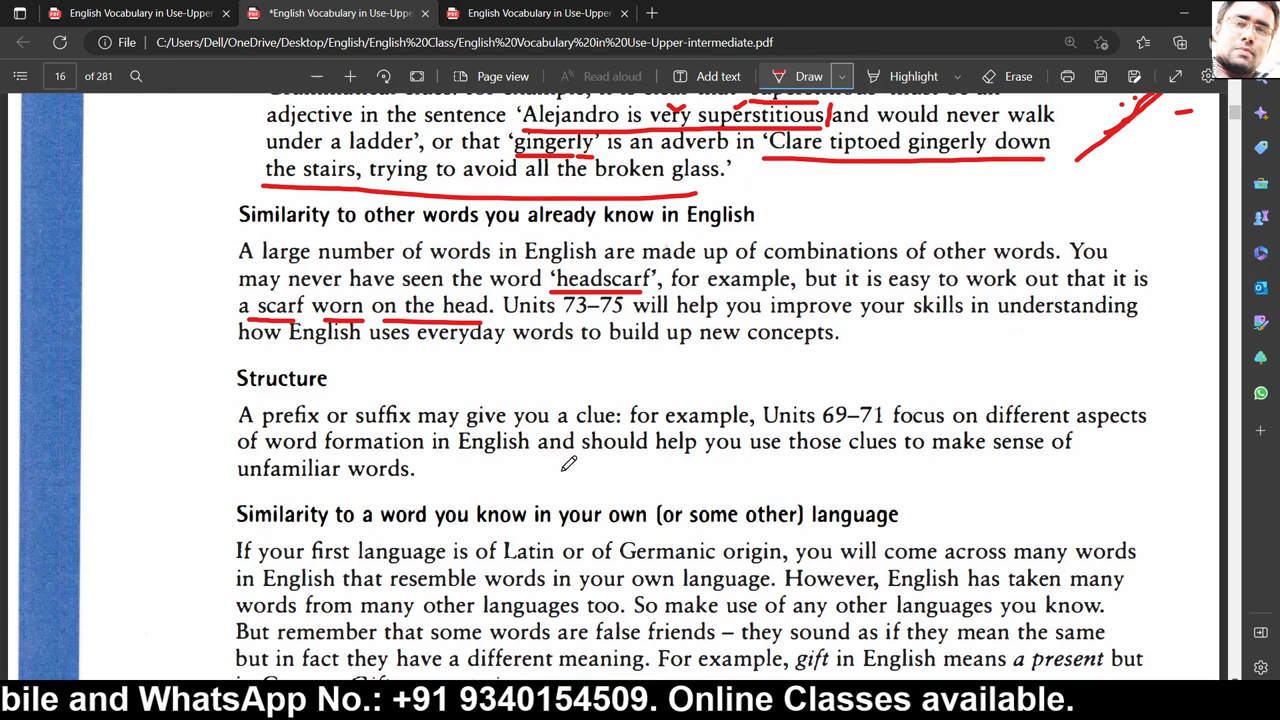 English Vocabulary in Use-Upper
*English Vocabulary in Use-Uppe
English Vocabulary in Use-Upper
File
C:/Users/Dell/OneDrive/Desktop/English/English%20Class/English%20Vocabulary%20in%20Use-Upper-intermediate.pdf
16 of 281
Page view
Read aloud
Add text
Draw
Highlight
Erase
adjective in the sentence ‘Alejandro is very superstitious and would never walk
under a ladder’, or that ‘gingerly’ is an adverb in ‘Clare tiptoed gingerly down
the stairs, trying to avoid all the broken glass.’
Similarity to other words you already know in English
A large number of words in English are made up of combinations of other words. You
may never have seen the word ‘headscarf’, for example, but it is easy to work out that it is
a scarf worn on the head. Units 73–75 will help you improve your skills in understanding
how English uses everyday words to build up new concepts.
Structure
A prefix or suffix may give you a clue: for example, Units 69–71 focus on different aspects
of word formation in English and should help you use those clues to make sense of
unfamiliar words.
Similarity to a word you know in your own (or some other) language
If your first language is of Latin or of Germanic origin, you will come across many words
in English that resemble words in your own language. However, English has taken many
words from many other languages too. So make use of any other languages you know.
But remember that some words are false friends – they sound as if they mean the same
but in fact they have a different meaning. For example, gift in English means a present but
bile and WhatsApp No.: +91 9340154509. Online Classes available.